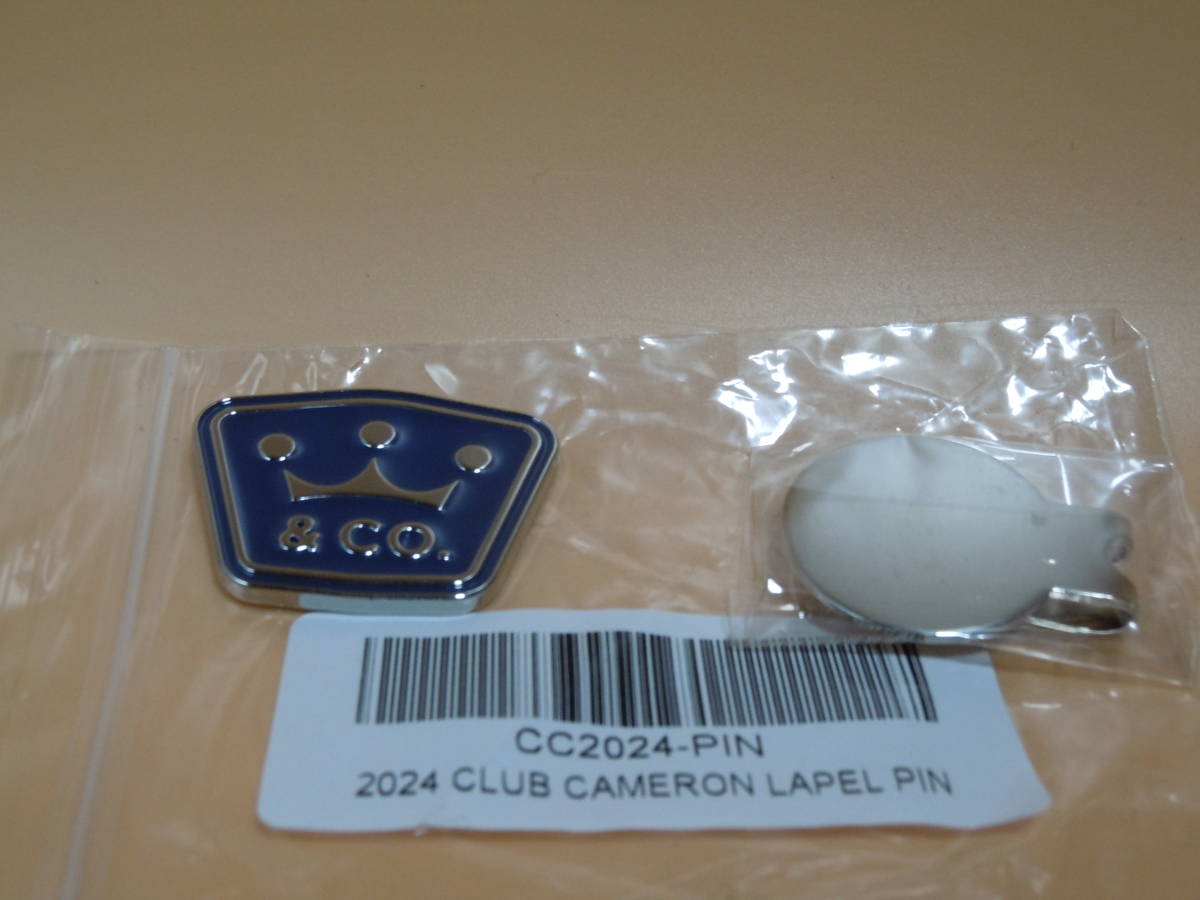 & CO.
CC2024-PIN
2024 CLUB CAMERON LAPEL PIN